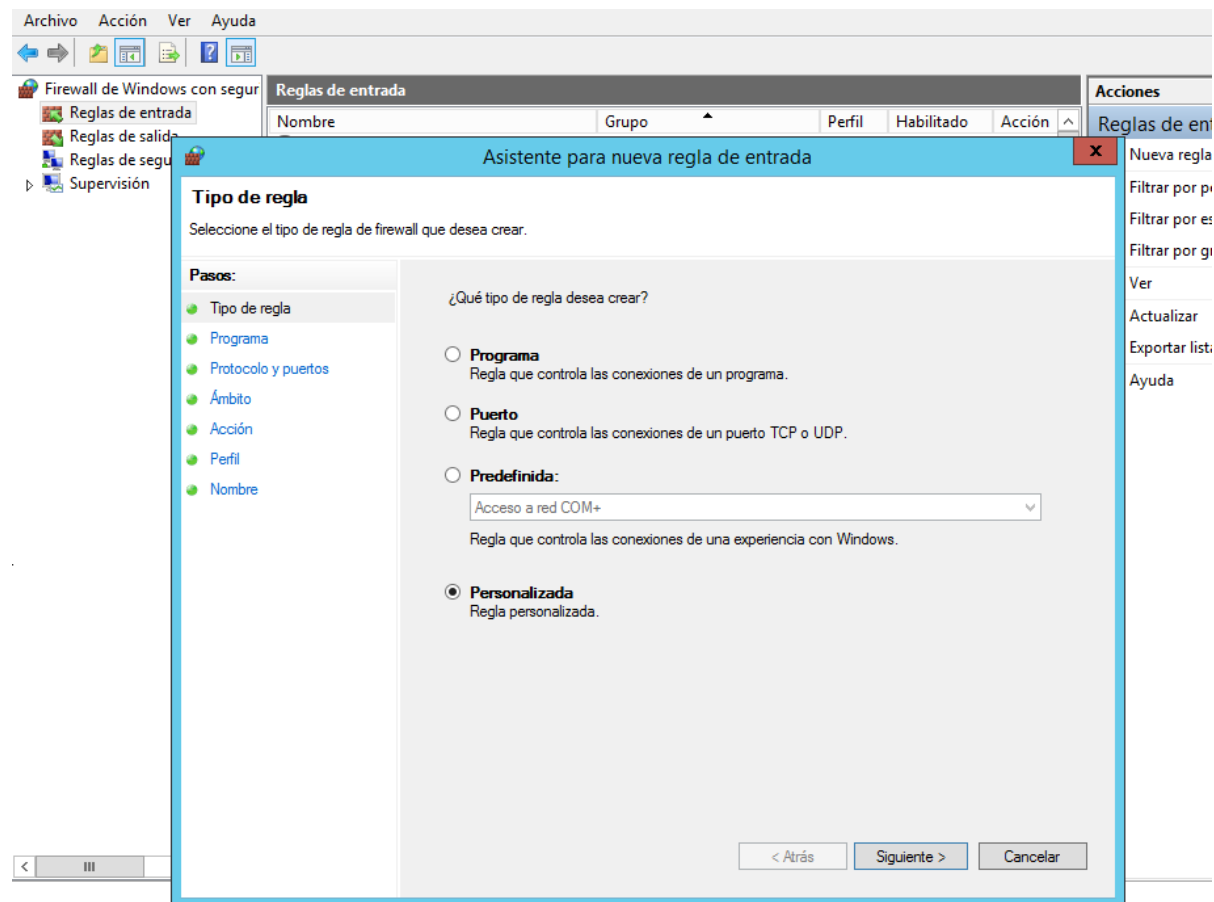 Archivo Acción Ver Ayuda
Firewall de Windows con segur
Reglas de entrada
Reglas de salida
Reglas de segu
Supervisión
Reglas de entrada
Nombre Grupo Perfil Habilitado Acción
Acciones
Reglas de ent
Nueva regla
Filtrar por pe
Filtrar por es
Filtrar por gr
Ver
Actualizar
Exportar lista
Ayuda
Asistente para nueva regla de entrada
x
Tipo de regla
Seleccione el tipo de regla de firewall que desea crear.
Pasos:
Tipo de regla
Programa
Protocolo y puertos
Ámbito
Acción
Perfil
Nombre
¿Qué tipo de regla desea crear?
Programa
Regla que controla las conexiones de un programa.
Puerto
Regla que controla las conexiones de un puerto TCP o UDP.
Predefinida:
Acceso a red COM+
Regla que controla las conexiones de una experiencia con Windows.
Personalizada
Regla personalizada.
< Atrás Siguiente > Cancelar